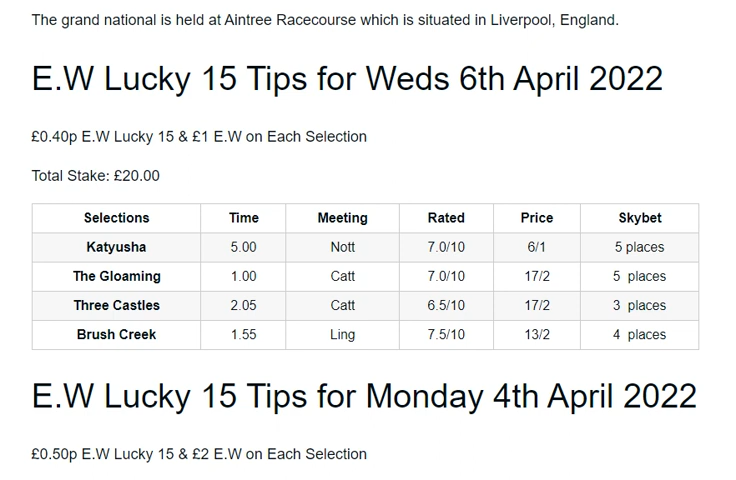 The grand national is held at Aintree Racecourse which is situated in Liverpool, England.
E.W Lucky 15 Tips for Weds 6th April 2022
£0.40p E.W Lucky 15 & £1 E.W on Each Selection
Total Stake: £20.00
Selections Time Meeting Rated Price Skybet
Katyusha 5.00 Nott 7.0/10 6/1 5 places
The Gloaming 1.00 Catt 7.0/10 17/2 5 places
Three Castles 2.05 Catt 6.5/10 17/2 3 places
Brush Creek 1.55 Ling 7.5/10 13/2 4 places
E.W Lucky 15 Tips for Monday 4th April 2022
£0.50p E.W Lucky 15 & £2 E.W on Each Selection